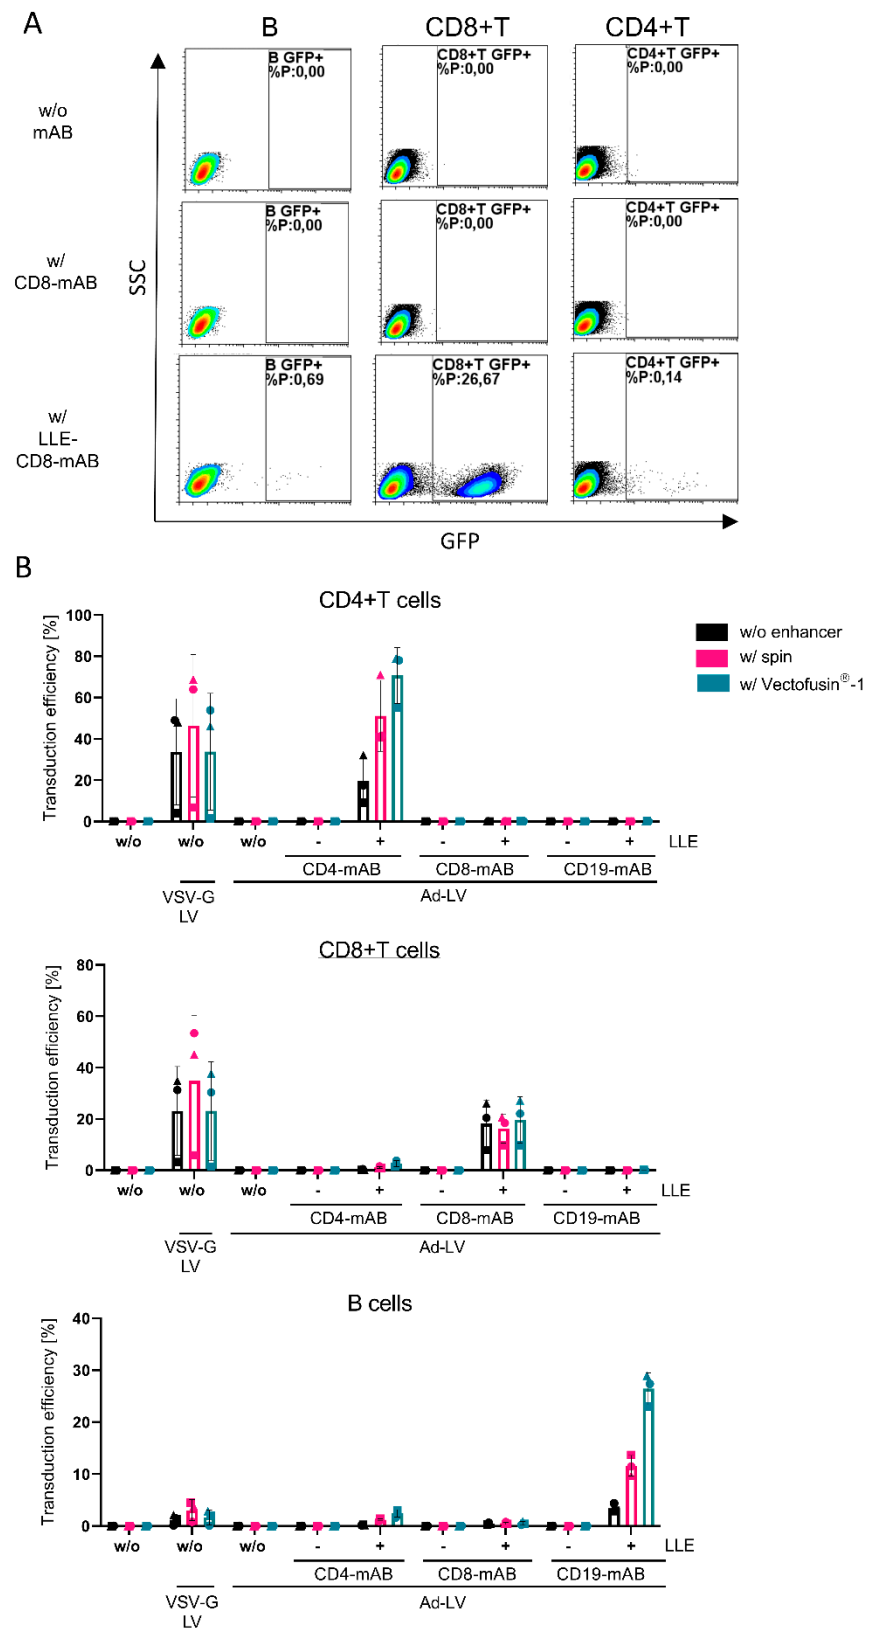 A
B CD8+T CD4+T
w/o
mAB
B GFP+
%P:0,00
CD8+T GFP+
%P:0,00
CD4+T GFP+
%P:0,00
w/
CD8-mAB
B GFP+
%P:0,00
CD8+T GFP+
%P:0,00
CD4+T GFP+
%P:0,00
w/
LLE-
CD8-mAB
B GFP+
%P:0,69
CD8+T GFP+
%P:26,67
CD4+T GFP+
%P:0,14
SSC
GFP
B
CD4+T cells
Transduction efficiency [%]
100
80
60
40
20
0
w/o w/o w/o - + - + - + LLE
CD4-mAB CD8-mAB CD19-mAB
VSV-G
LV
Ad-LV
w/o enhancer
w/ spin
w/ Vectofusin®-1
CD8+T cells
Transduction efficiency [%]
80
60
40
20
0
w/o w/o w/o - + - + - + LLE
CD4-mAB CD8-mAB CD19-mAB
VSV-G
LV
Ad-LV
B cells
Transduction efficiency [%]
40
30
20
10
0
w/o w/o w/o - + - + - + LLE
CD4-mAB CD8-mAB CD19-mAB
VSV-G
LV
Ad-LV